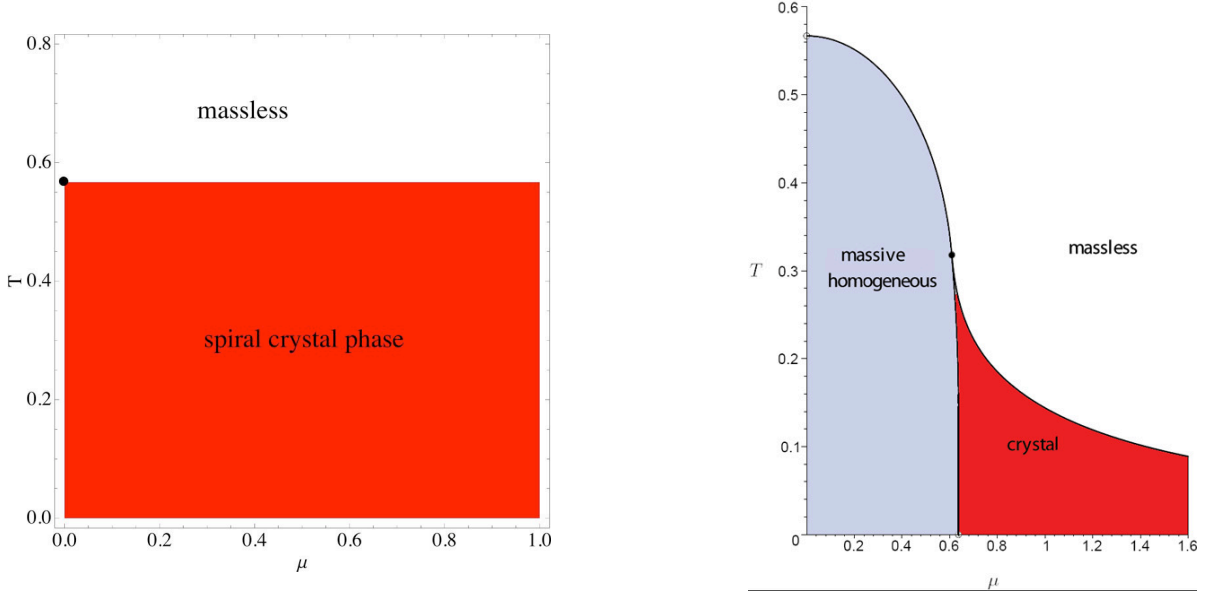 0.8
massless
0.6
T
0.4
spiral crystal phase
0.2
0.0
0.0 0.2 0.4 0.6 0.8 1.0
μ
0.6
0.5
0.4
massive
homogeneous
massless
T
0.3
0.2
crystal
0.1
0
0.2 0.4 0.6 0.8 1 1.2 1.4 1.6
μ